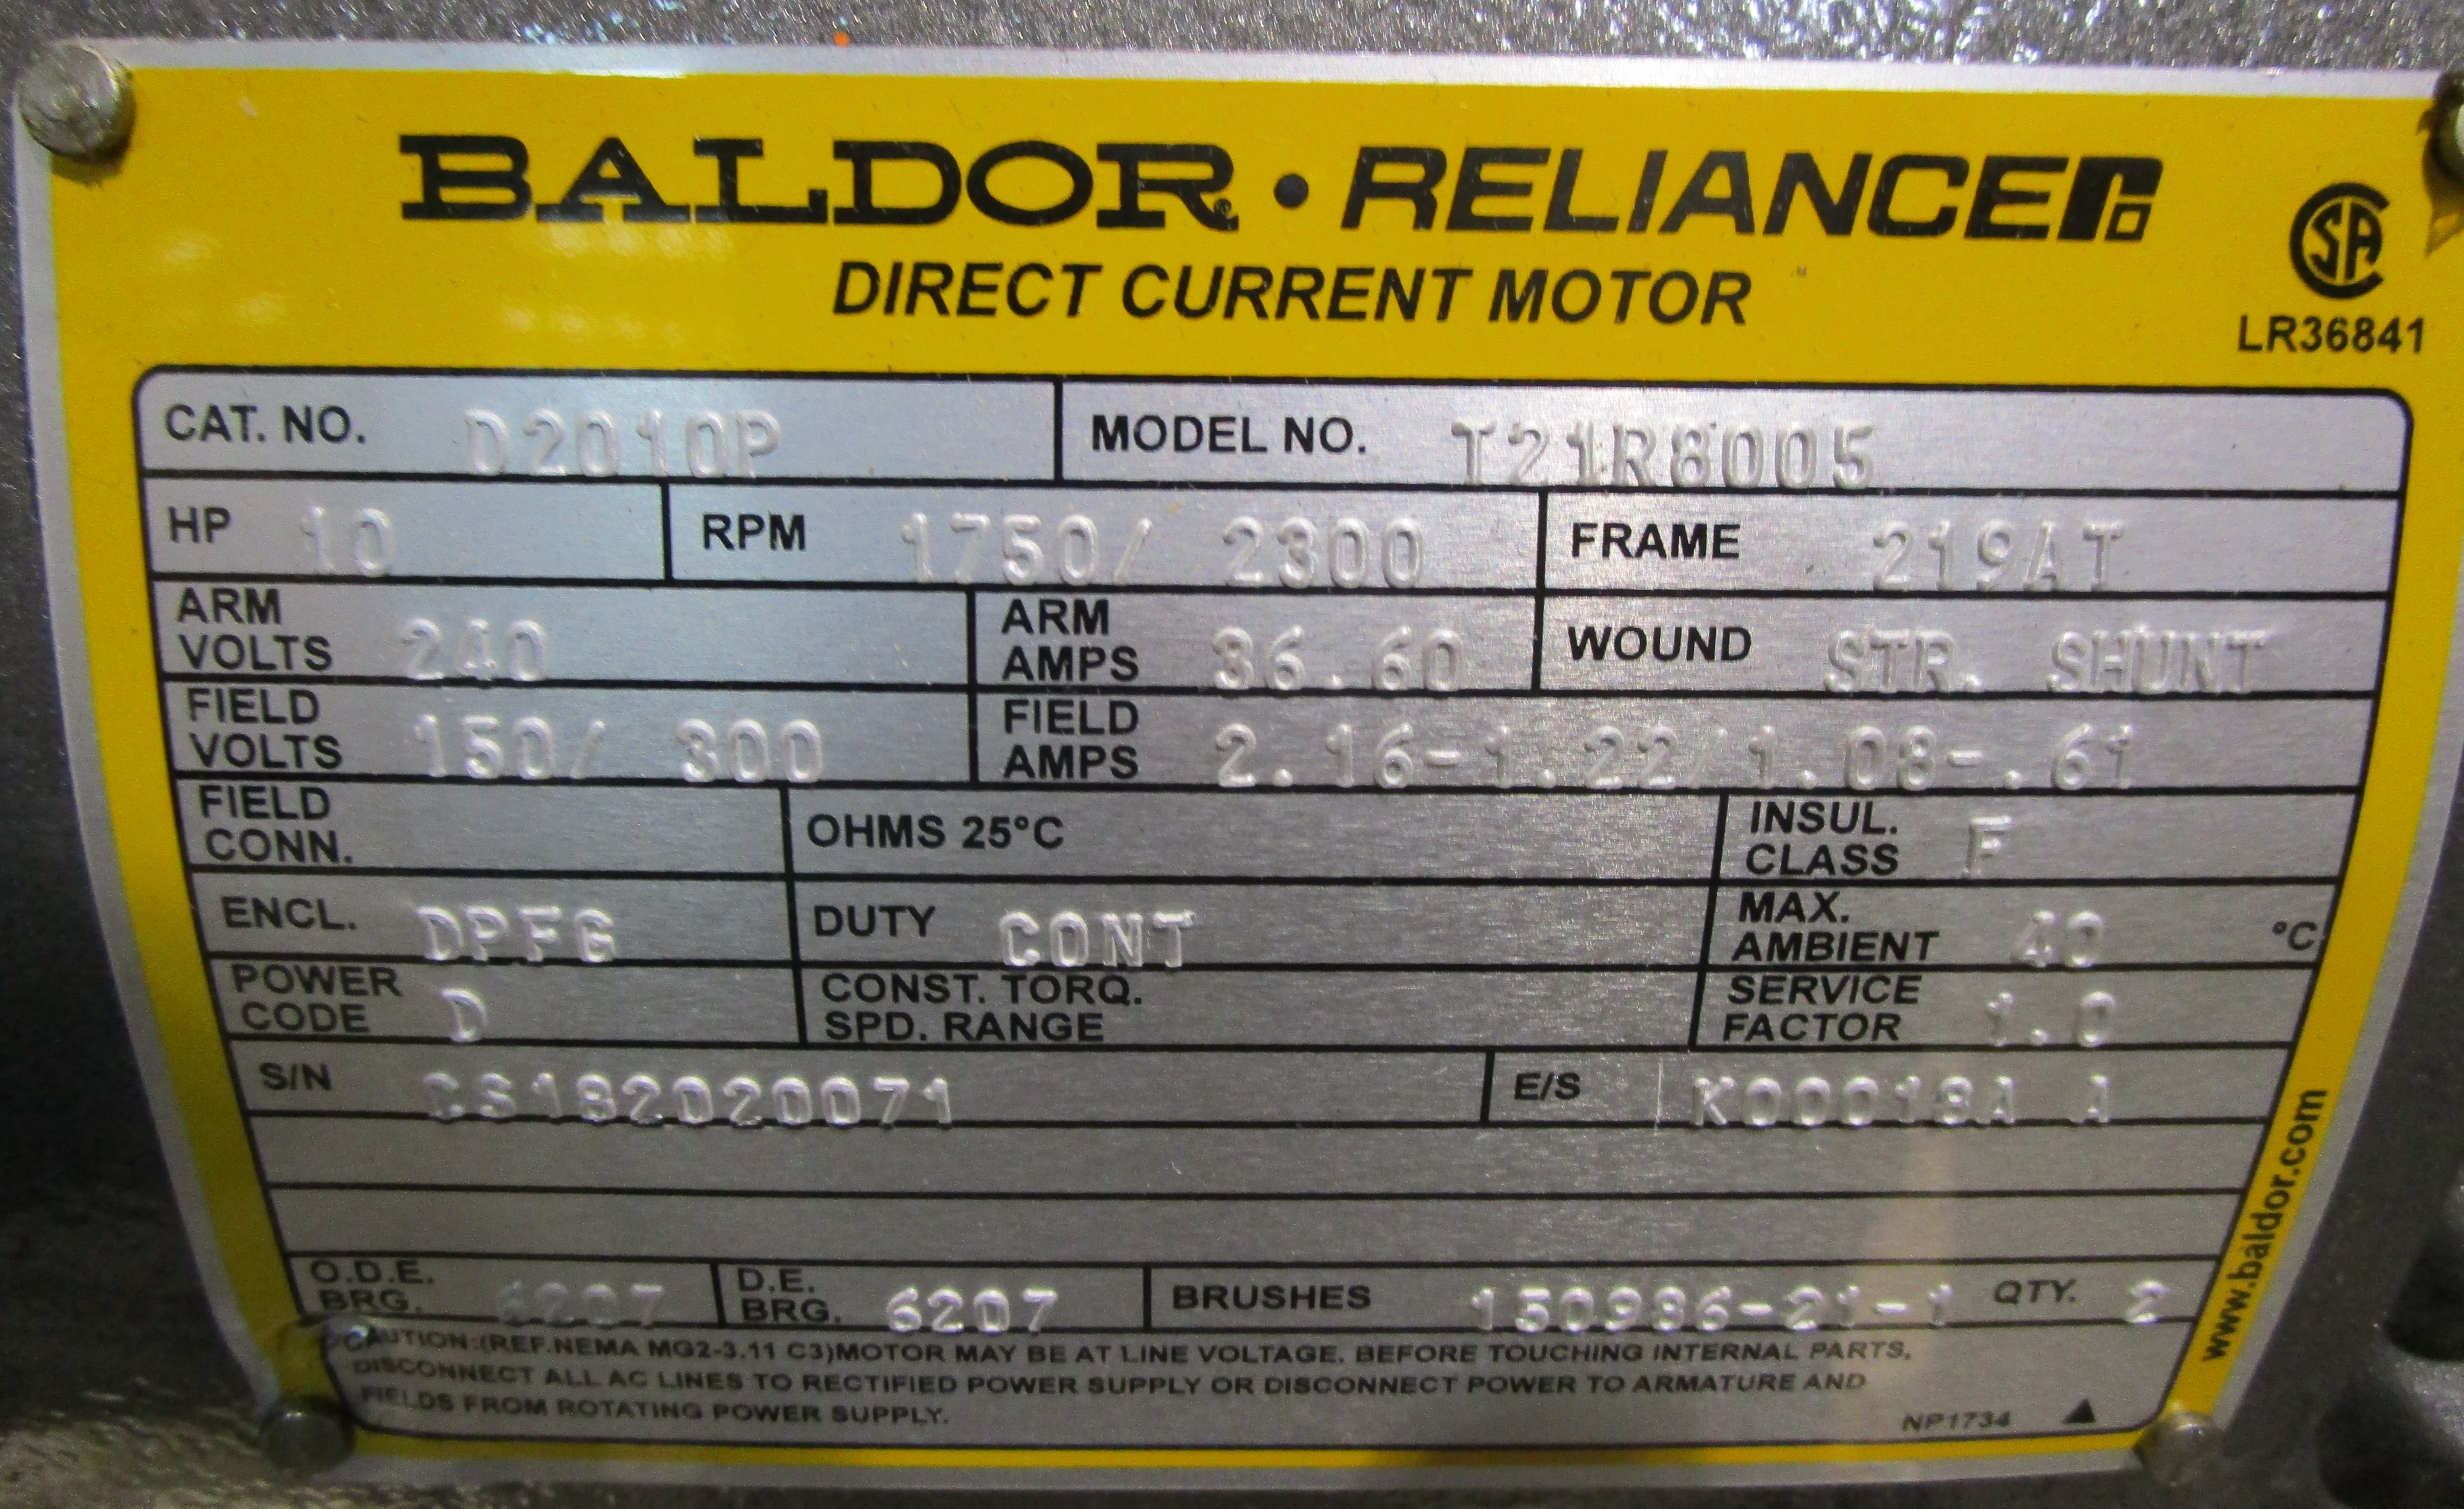 BALDOR • RELIANCE
DIRECT CURRENT MOTOR
CSA
LR36841
CAT. NO. D2010P MODEL NO. T21R8005
HP 10 RPM 1750/ 2300 FRAME 219AT
ARM VOLTS 240 ARM AMPS 36.60 WOUND STR. SHUNT
FIELD VOLTS 150/ 300 FIELD AMPS 2.16-1.22/1.08-.61
FIELD CONN. OHMS 25°C INSUL. CLASS F
ENCL. DPFG DUTY CONT MAX. AMBIENT 40 °C
POWER CODE D CONST. TORQ. SPD. RANGE SERVICE FACTOR 1.0
S/N CS182020071 E/S K00018A A
O.D.E. BRG. 6207 D.E. BRG. 6207 BRUSHES 150986-21-1 QTY. 2
CAUTION:(REF.NEMA MG2-3.11 C3)MOTOR MAY BE AT LINE VOLTAGE. BEFORE TOUCHING INTERNAL PARTS,
DISCONNECT ALL AC LINES TO RECTIFIED POWER SUPPLY OR DISCONNECT POWER TO ARMATURE AND
FIELDS FROM ROTATING POWER SUPPLY.
NP1734
www.baldor.com